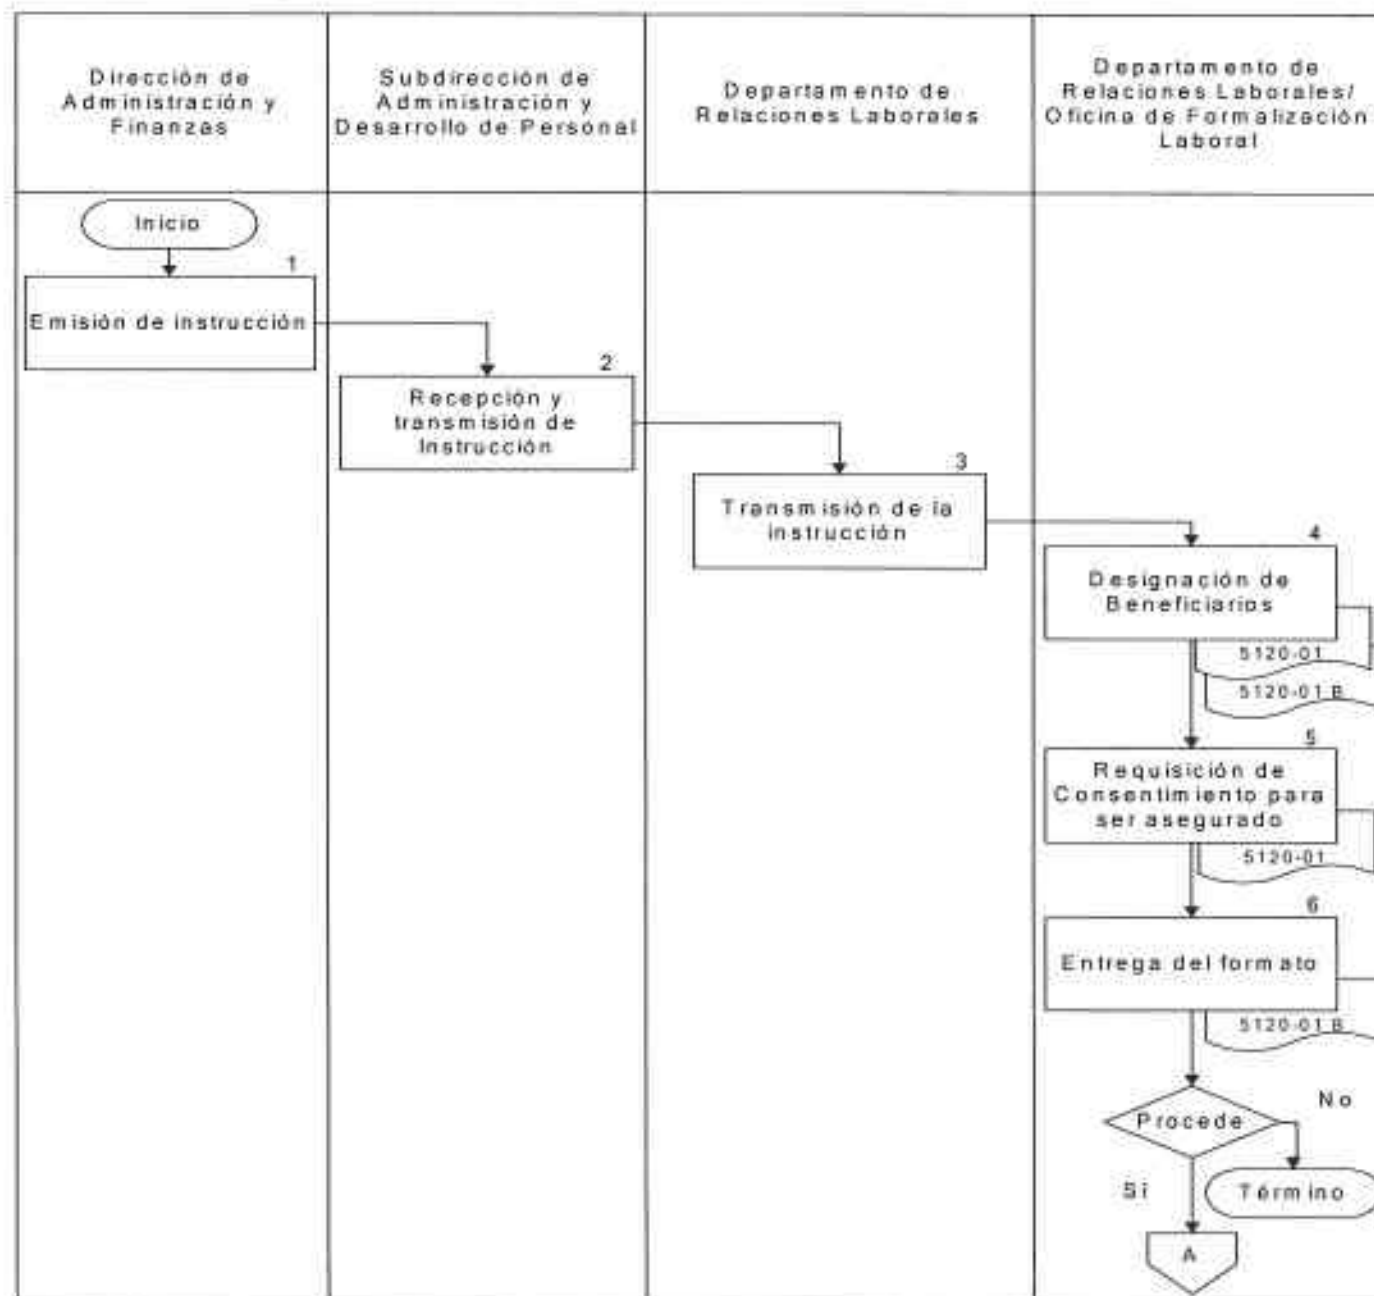 Dirección de
Administración y
Finanzas
Subdirección de
Administración y
Desarrollo de Personal
Departamento de
Relaciones Laborales
Departamento de
Relaciones Laborales/
Oficina de Formalización
Laboral
Inicio
1
Emisión de instrucción
2
Recepción y
transmisión de
Instrucción
3
Transmisión de la
instrucción
4
Designación de
Beneficiarios
5120-01
5120-01 B
5
Requisición de
Consentimiento para
ser asegurado
5120-01
6
Entrega del formato
5120-01 B
Procede
No
Sí
Término
A